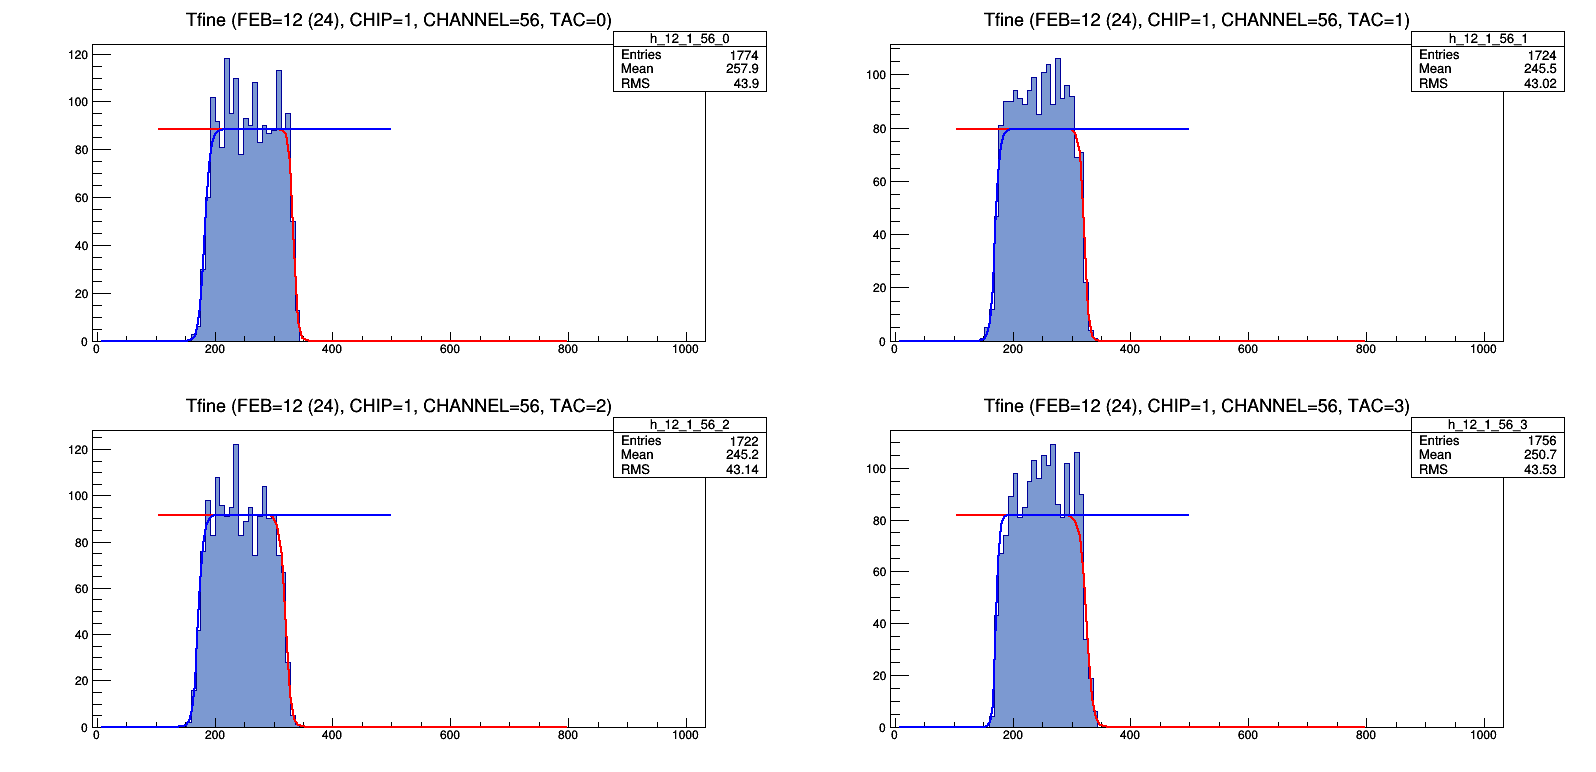 Tfine (FEB=12 (24), CHIP=1, CHANNEL=56, TAC=0)
h_12_1_56_0
Entries 1774
Mean 257.9
RMS 43.9
120
100
80
60
40
20
0
0 200 400 600 800 1000
Tfine (FEB=12 (24), CHIP=1, CHANNEL=56, TAC=1)
h_12_1_56_1
Entries 1724
Mean 245.5
RMS 43.02
100
80
60
40
20
0
0 200 400 600 800 1000
Tfine (FEB=12 (24), CHIP=1, CHANNEL=56, TAC=2)
h_12_1_56_2
Entries 1722
Mean 245.2
RMS 43.14
120
100
80
60
40
20
0
0 200 400 600 800 1000
Tfine (FEB=12 (24), CHIP=1, CHANNEL=56, TAC=3)
h_12_1_56_3
Entries 1756
Mean 250.7
RMS 43.53
100
80
60
40
20
0
0 200 400 600 800 1000